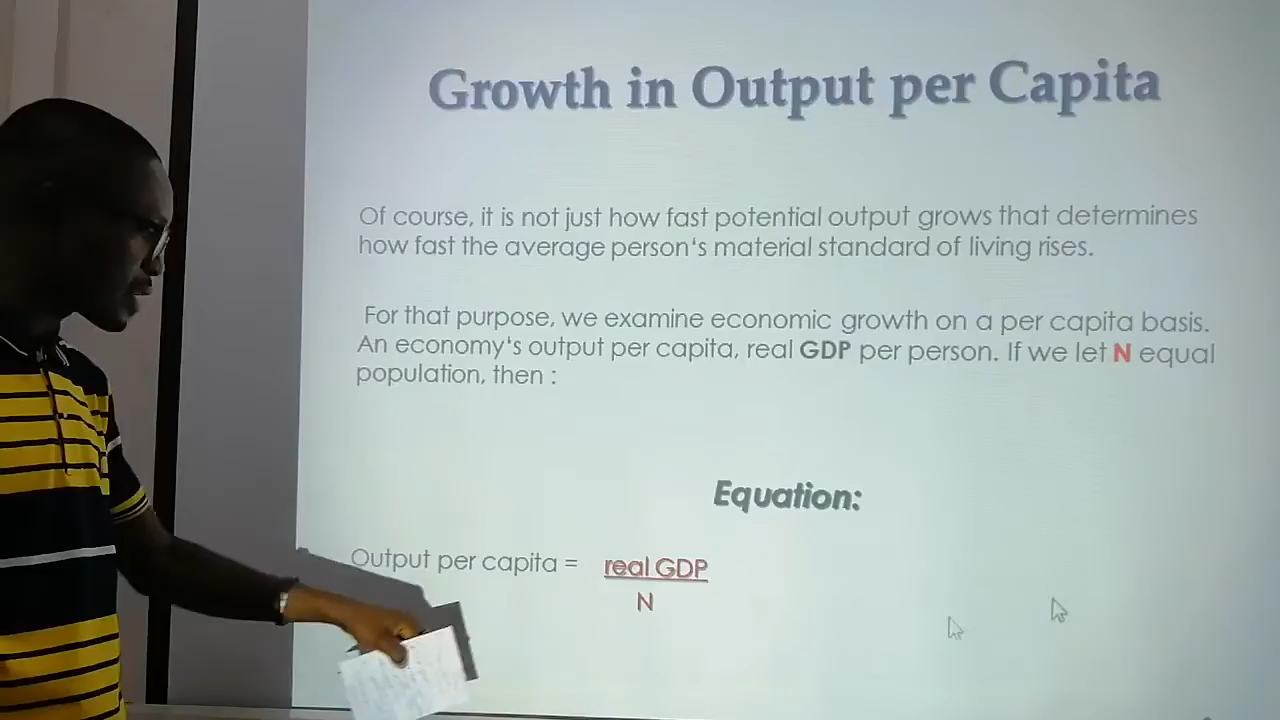 Growth in Output per Capita
Of course, it is not just how fast potential output grows that determines
how fast the average person's material standard of living rises.
For that purpose, we examine economic growth on a per capita basis.
An economy's output per capita, real GDP per person. If we let N equal
population, then :
Equation:
Output per capita = real GDP
N